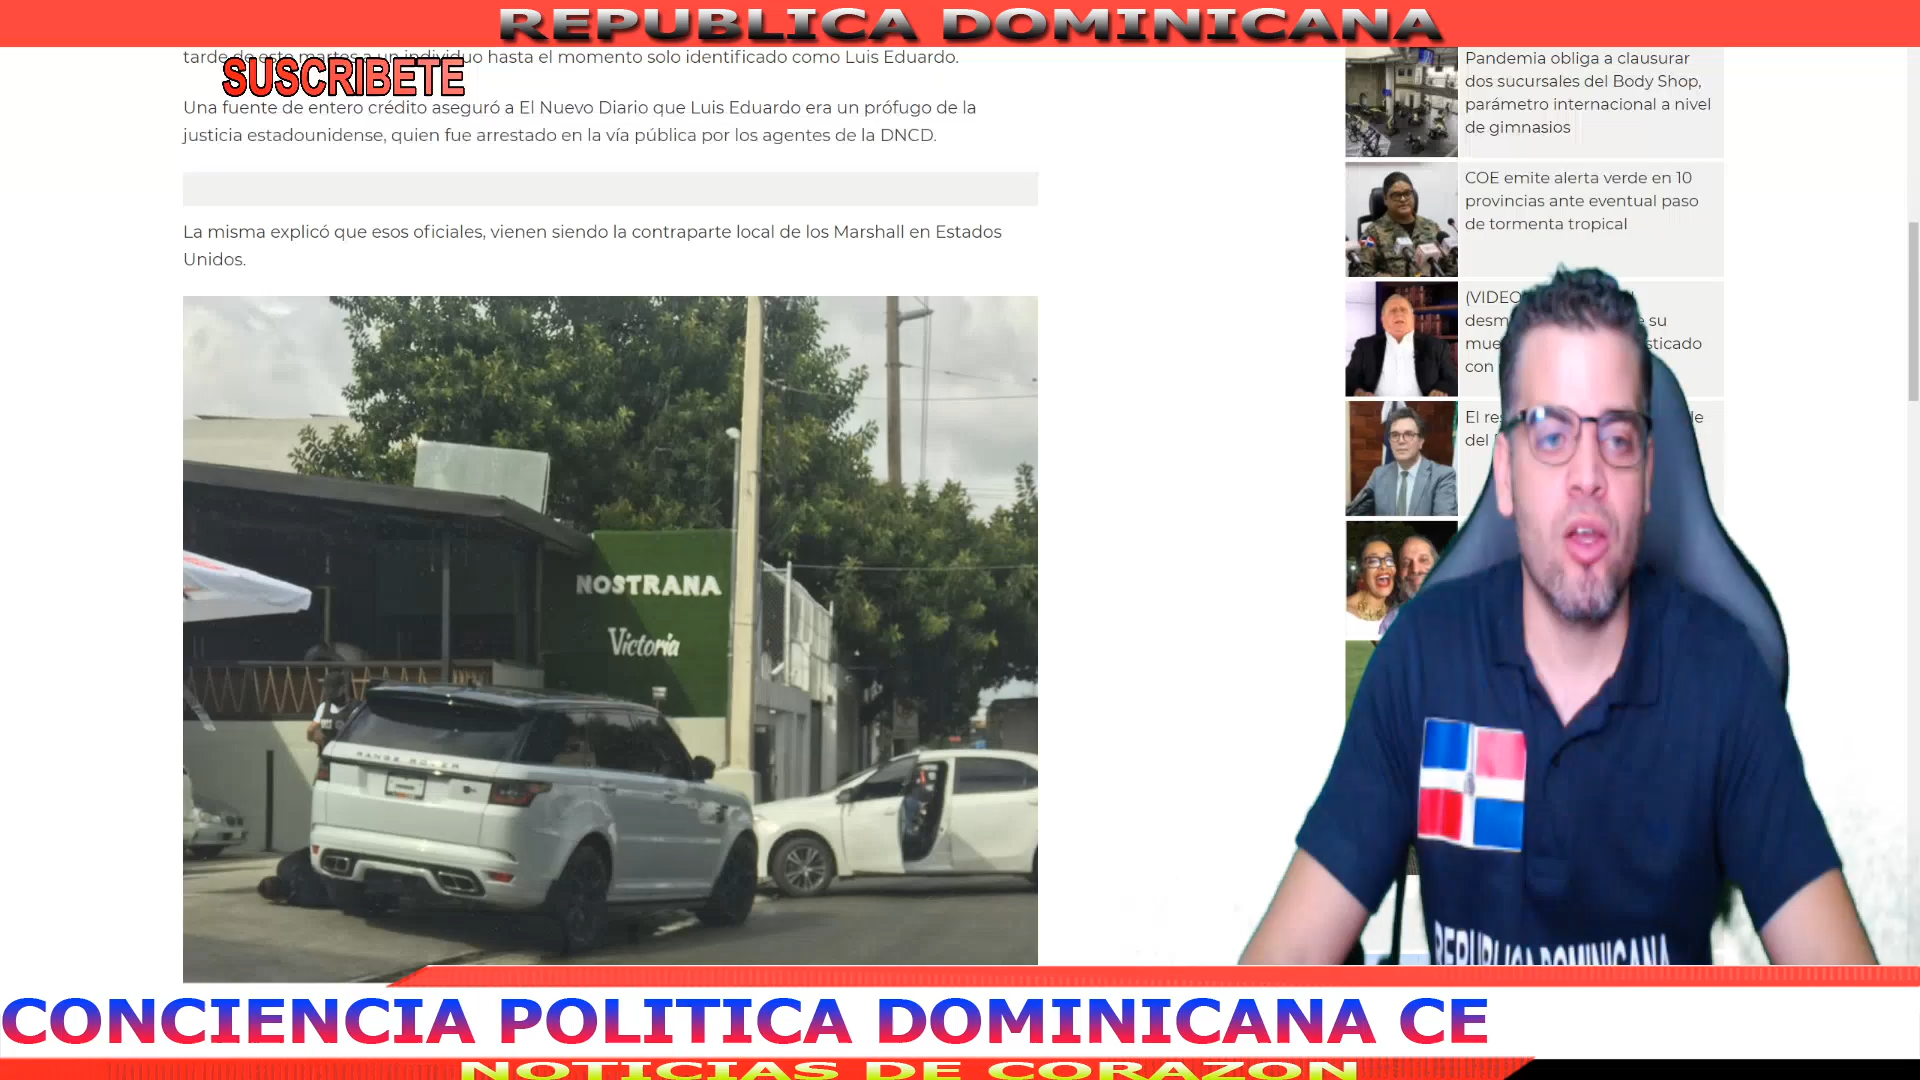 REPUBLICA DOMINICANA
tarde de este martes a un individuo hasta el momento solo identificado como Luis Eduardo.
SUSCRIBETE
Una fuente de entero crédito aseguró a El Nuevo Diario que Luis Eduardo era un prófugo de la
justicia estadounidense, quien fue arrestado en la vía pública por los agentes de la DNCD.
La misma explicó que esos oficiales, vienen siendo la contraparte local de los Marshall en Estados
Unidos.
NOSTRANA
Victoria
RANGE ROVER
Pandemia obliga a clausurar
dos sucursales del Body Shop,
parámetro internacional a nivel
de gimnasios
COE emite alerta verde en 10
provincias ante eventual paso
de tormenta tropical
(VIDEO
su
con
El
del
REPUBLICA DOMINICANA
CONCIENCIA POLITICA DOMINICANA CE
NOTICIAS DE CORAZON